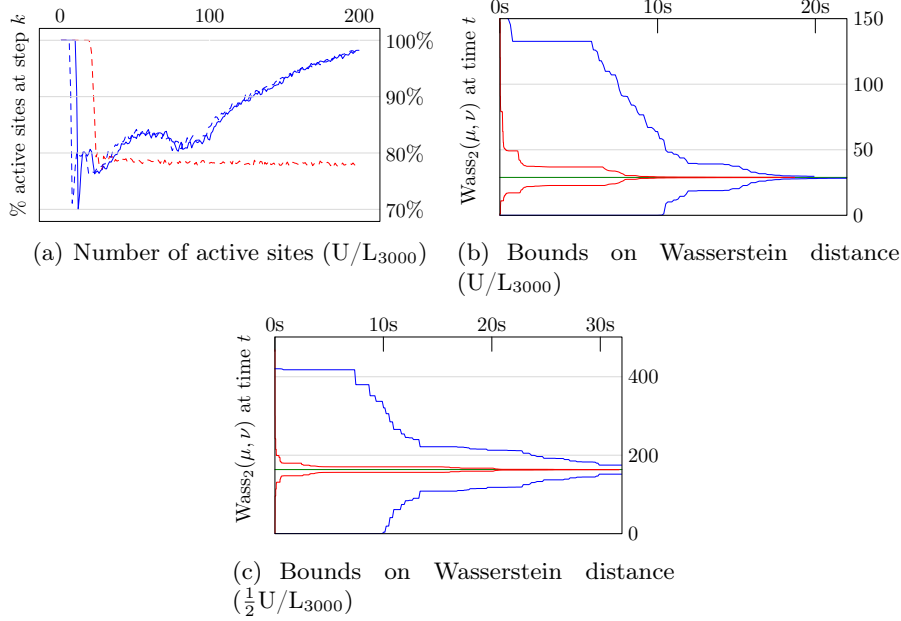 0 100 200
% active sites at step k
100%
90%
80%
70%
(a) Number of active sites (U/L3000)
0s 10s 20s
Wass2(μ, ν) at time t
150
100
50
0
(b) Bounds on Wasserstein distance
(U/L3000)
0s 10s 20s 30s
Wass2(μ, ν) at time t
400
200
0
(c) Bounds on Wasserstein distance
(½U/L3000)